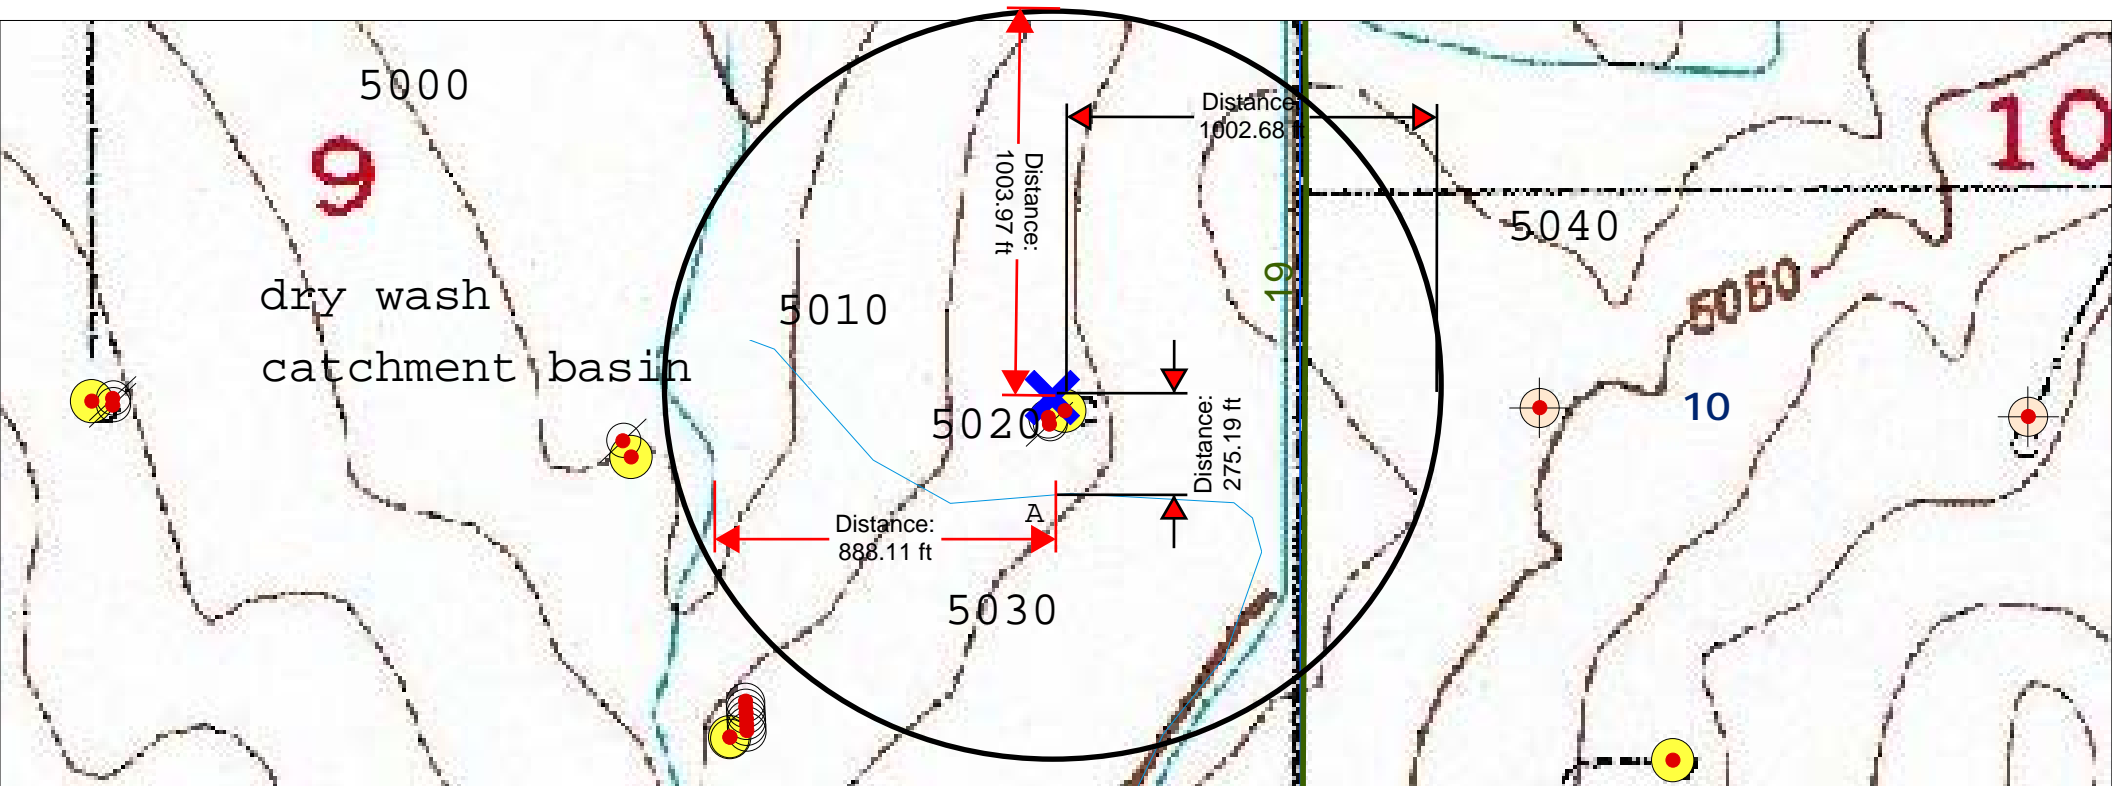 5000
9
dry wash
catchment basin
5010
5020
5030
Distance:
1003.97 ft
Distance:
1002.68 ft
Distance:
275.19 ft
Distance:
888.11 ft
A
19
5040
5050
10
10